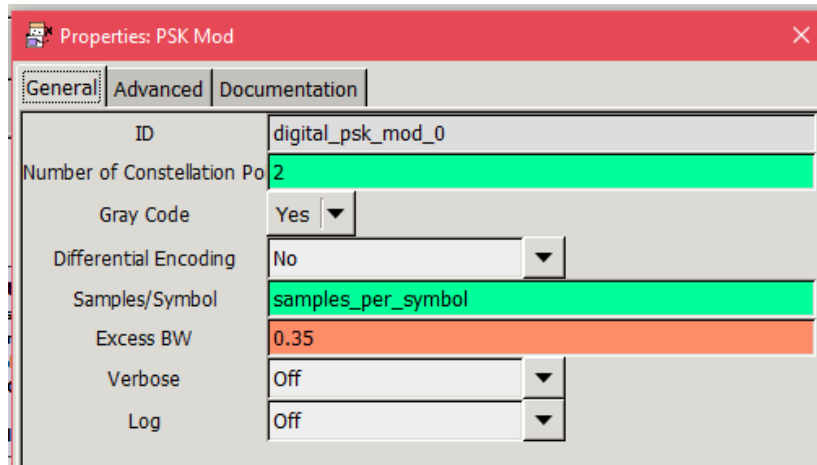 Properties: PSK Mod
General Advanced Documentation
ID digital_psk_mod_0
Number of Constellation Po 2
Gray Code Yes
Differential Encoding No
Samples/Symbol samples_per_symbol
Excess BW 0.35
Verbose Off
Log Off